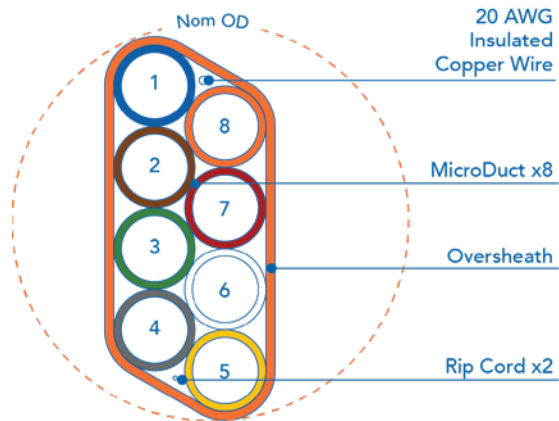 Nom OD
20 AWG
Insulated
Copper Wire
1
8
2
MicroDuct x8
7
3
Oversheath
6
4
Rip Cord x2
5